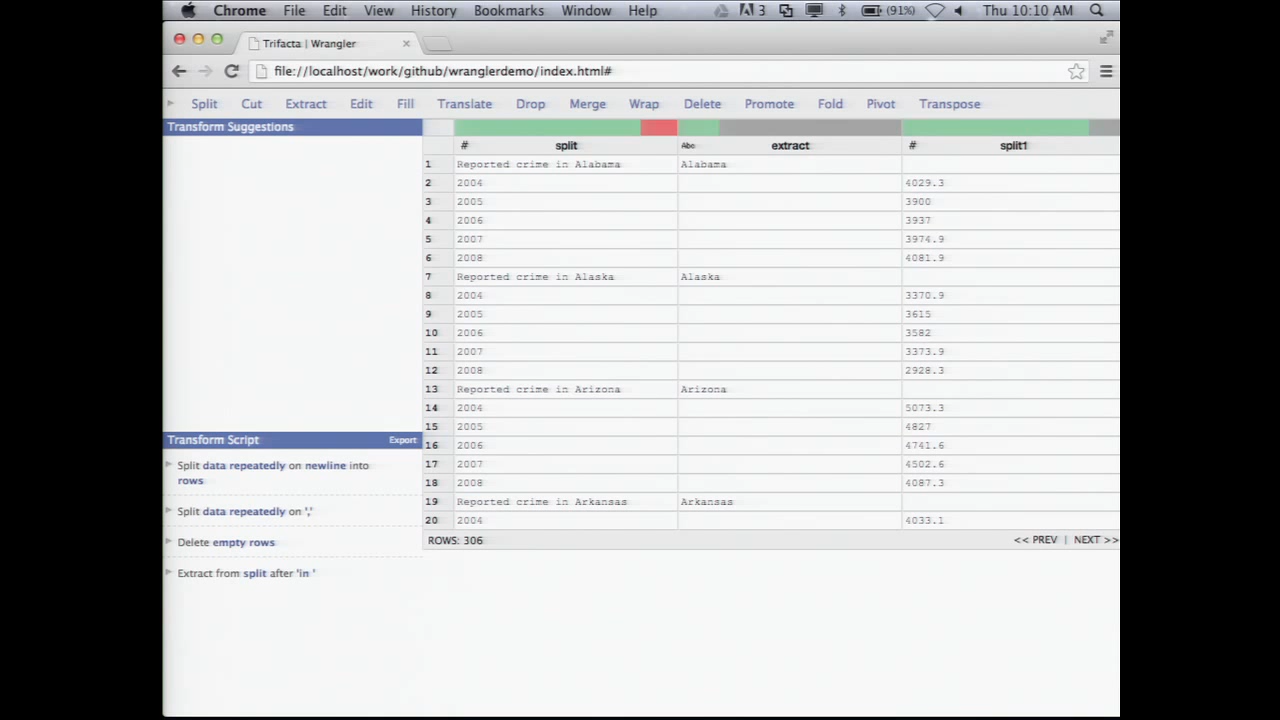 Chrome File Edit View History Bookmarks Window Help 3 (91%) Thu 10:10 AM
Trifacta | Wrangler
file://localhost/work/github/wranglerdemo/index.html#
Split Cut Extract Edit Fill Translate Drop Merge Wrap Delete Promote Fold Pivot Transpose
Transform Suggestions
# split Abc extract # split1
1 Reported crime in Alabama Alabama
2 2004 4029.3
3 2005 3900
4 2006 3937
5 2007 3974.9
6 2008 4081.9
7 Reported crime in Alaska Alaska
8 2004 3370.9
9 2005 3615
10 2006 3582
11 2007 3373.9
12 2008 2928.3
13 Reported crime in Arizona Arizona
14 2004 5073.3
15 2005 4827
16 2006 4741.6
17 2007 4502.6
18 2008 4087.3
19 Reported crime in Arkansas Arkansas
20 2004 4033.1
ROWS: 306 << PREV | NEXT >>
Transform Script Export
Split data repeatedly on newline into
rows
Split data repeatedly on ','
Delete empty rows
Extract from split after 'in '